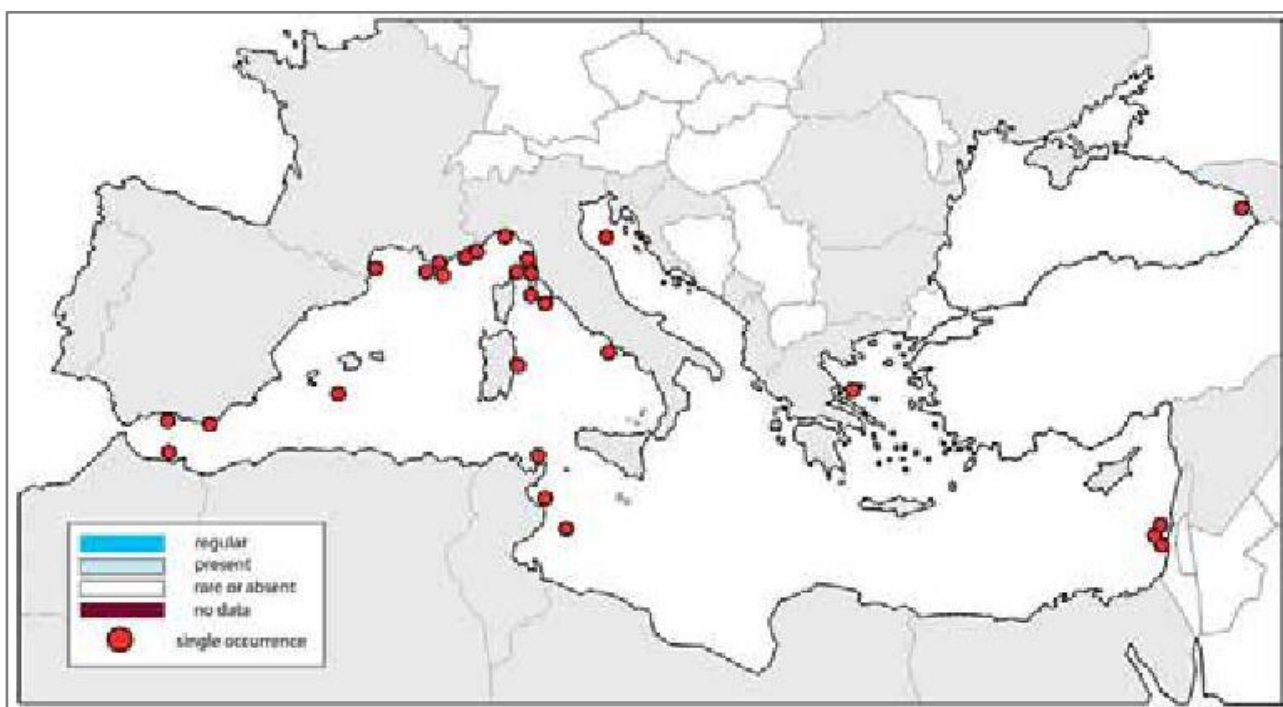 regular
present
rare or absent
no data
single occurrence